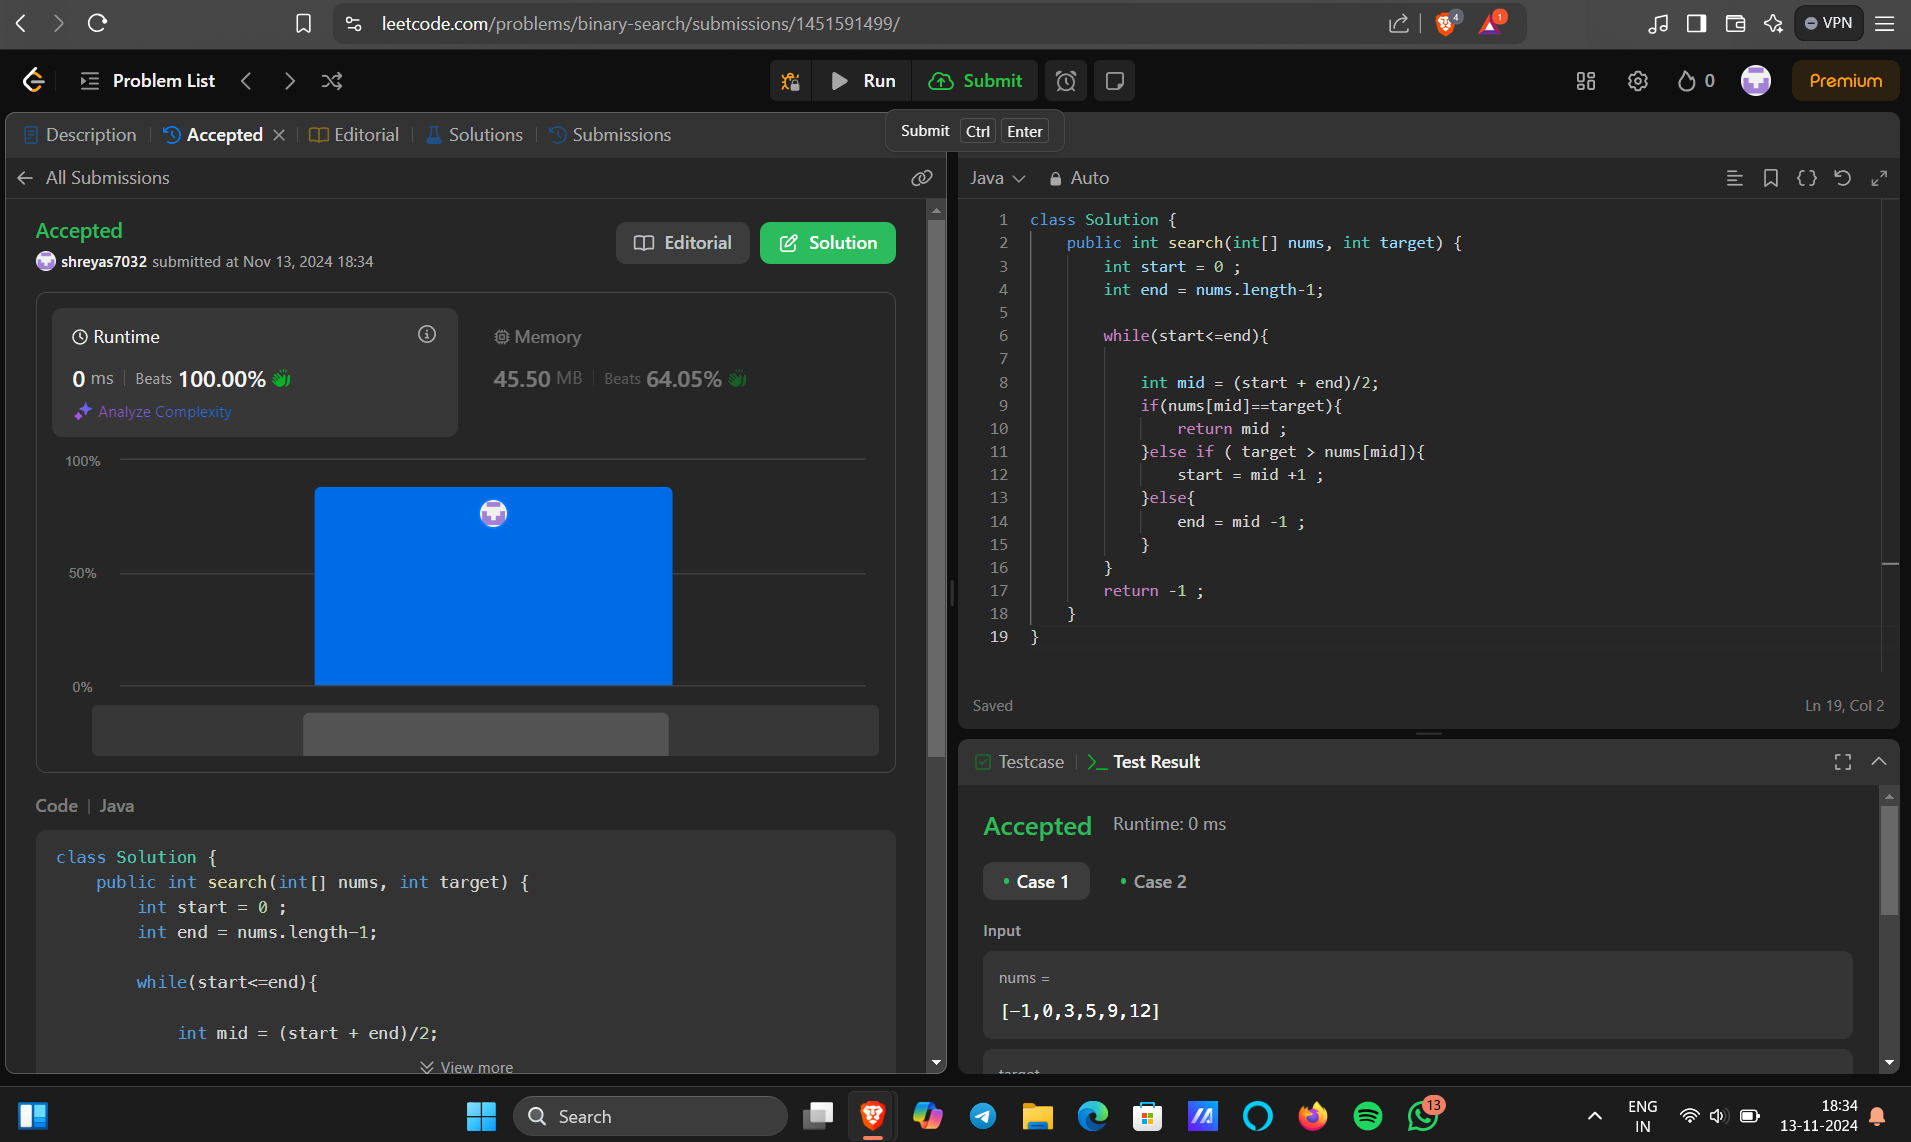 leetcode.com/problems/binary-search/submissions/1451591499/
4
1
VPN
Problem List
Run
Submit
0
Premium
Submit Ctrl Enter
Description
Accepted
Editorial
Solutions
Submissions
All Submissions
Accepted
shreyas7032 submitted at Nov 13, 2024 18:34
Editorial
Solution
Runtime
0 ms
Beats 100.00%
Analyze Complexity
Memory
45.50 MB
Beats 64.05%
100%
50%
0%
Code | Java
class Solution {
public int search(int[] nums, int target) {
int start = 0 ;
int end = nums.length-1;
while(start<=end){
int mid = (start + end)/2;
View more
Java
Auto
1 class Solution {
2 public int search(int[] nums, int target) {
3 int start = 0 ;
4 int end = nums.length-1;
5
6 while(start<=end){
7
8 int mid = (start + end)/2;
9 if(nums[mid]==target){
10 return mid ;
11 }else if ( target > nums[mid]){
12 start = mid +1 ;
13 }else{
14 end = mid -1 ;
15 }
16 }
17 return -1 ;
18 }
19 }
Saved
Ln 19, Col 2
Testcase
Test Result
Accepted
Runtime: 0 ms
Case 1
Case 2
Input
nums =
[-1,0,3,5,9,12]
target
Search
13
ENG
IN
18:34
13-11-2024